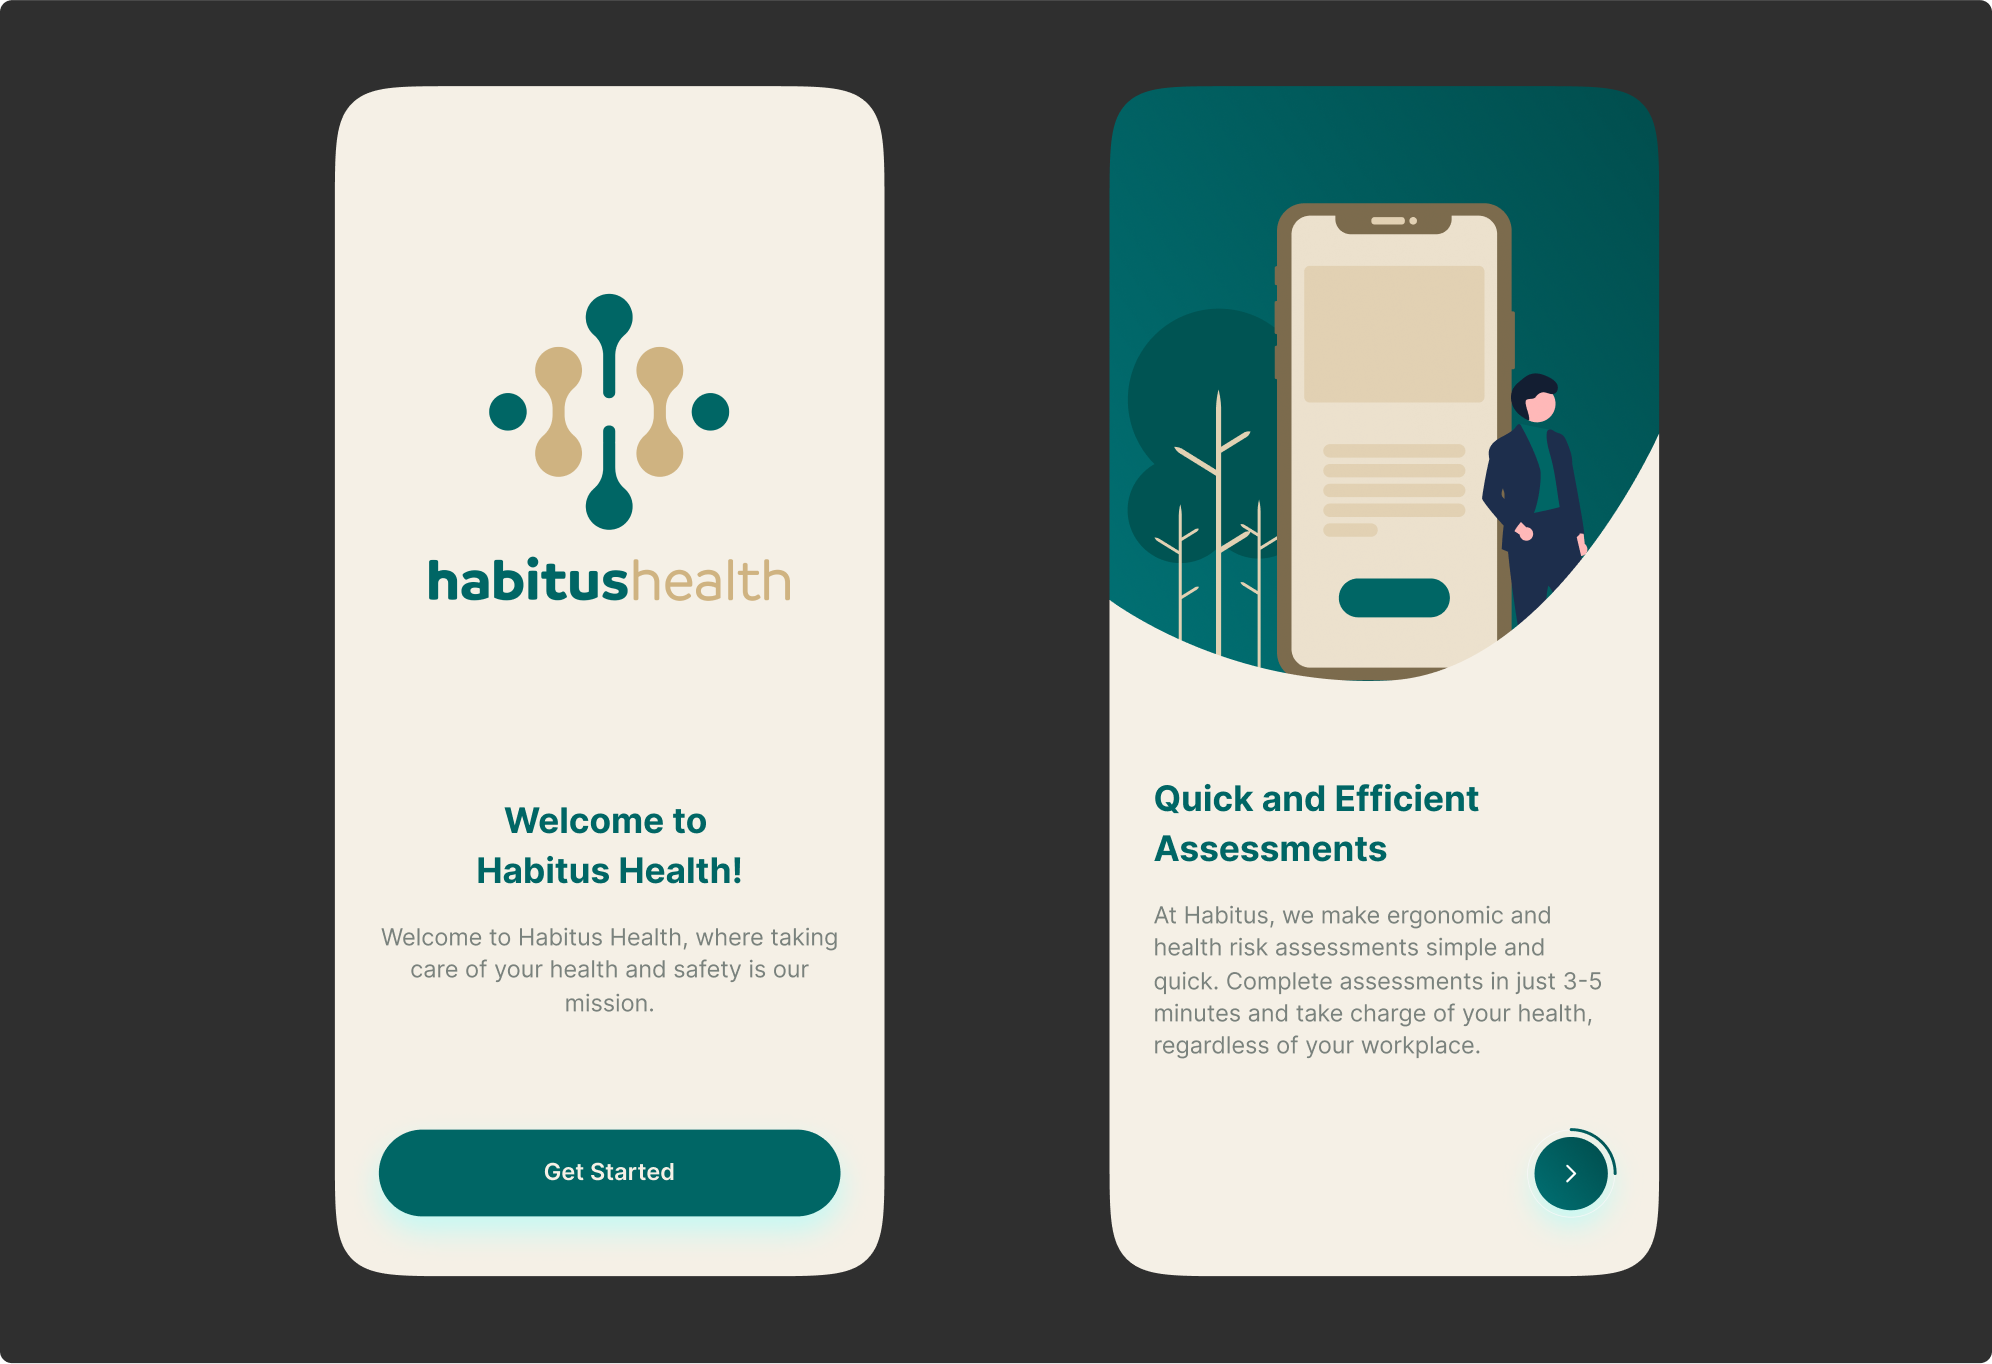 habitushealth
Welcome to
Habitus Health!
Welcome to Habitus Health, where taking
care of your health and safety is our
mission.
Get Started
Quick and Efficient
Assessments
At Habitus, we make ergonomic and
health risk assessments simple and
quick. Complete assessments in just 3-5
minutes and take charge of your health,
regardless of your workplace.